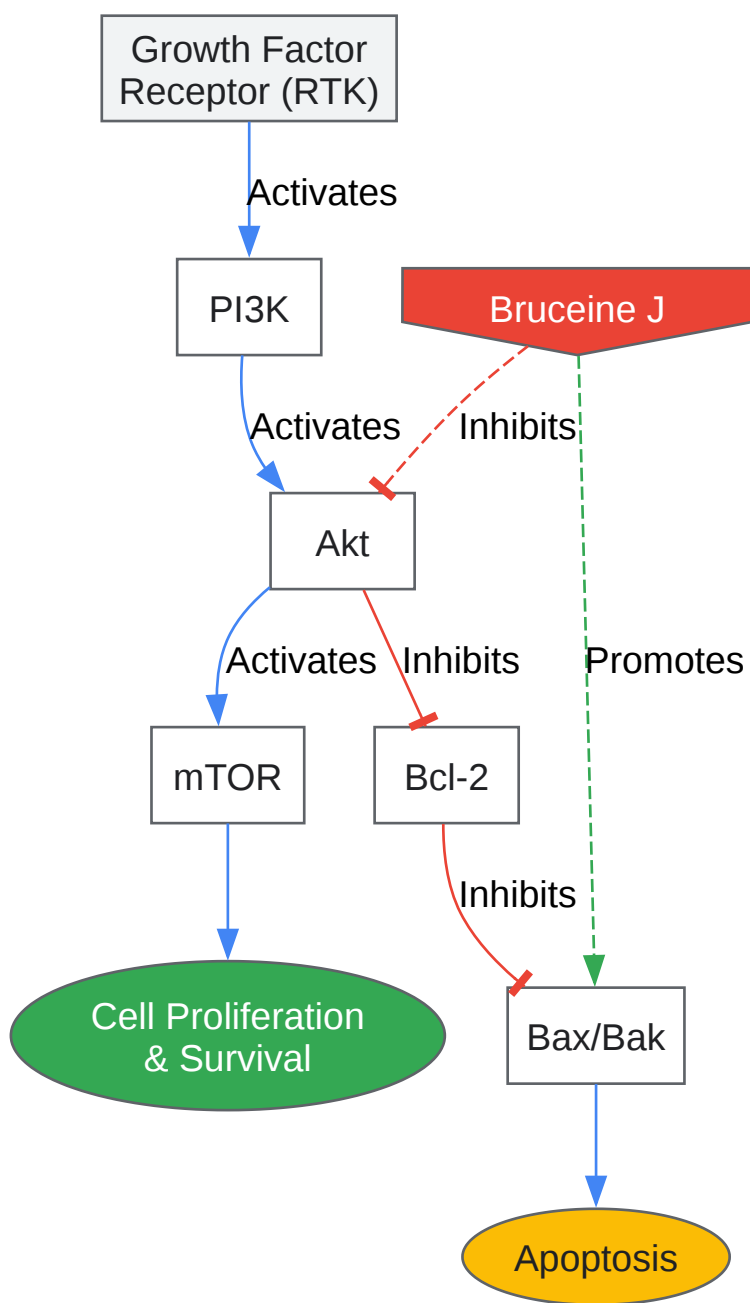 Growth Factor
Receptor (RTK)
Activates
PI3K
Bruceine J
Activates
Inhibits
Akt
Activates
Inhibits
Promotes
mTOR
Bcl-2
Inhibits
Cell Proliferation
& Survival
Bax/Bak
Apoptosis